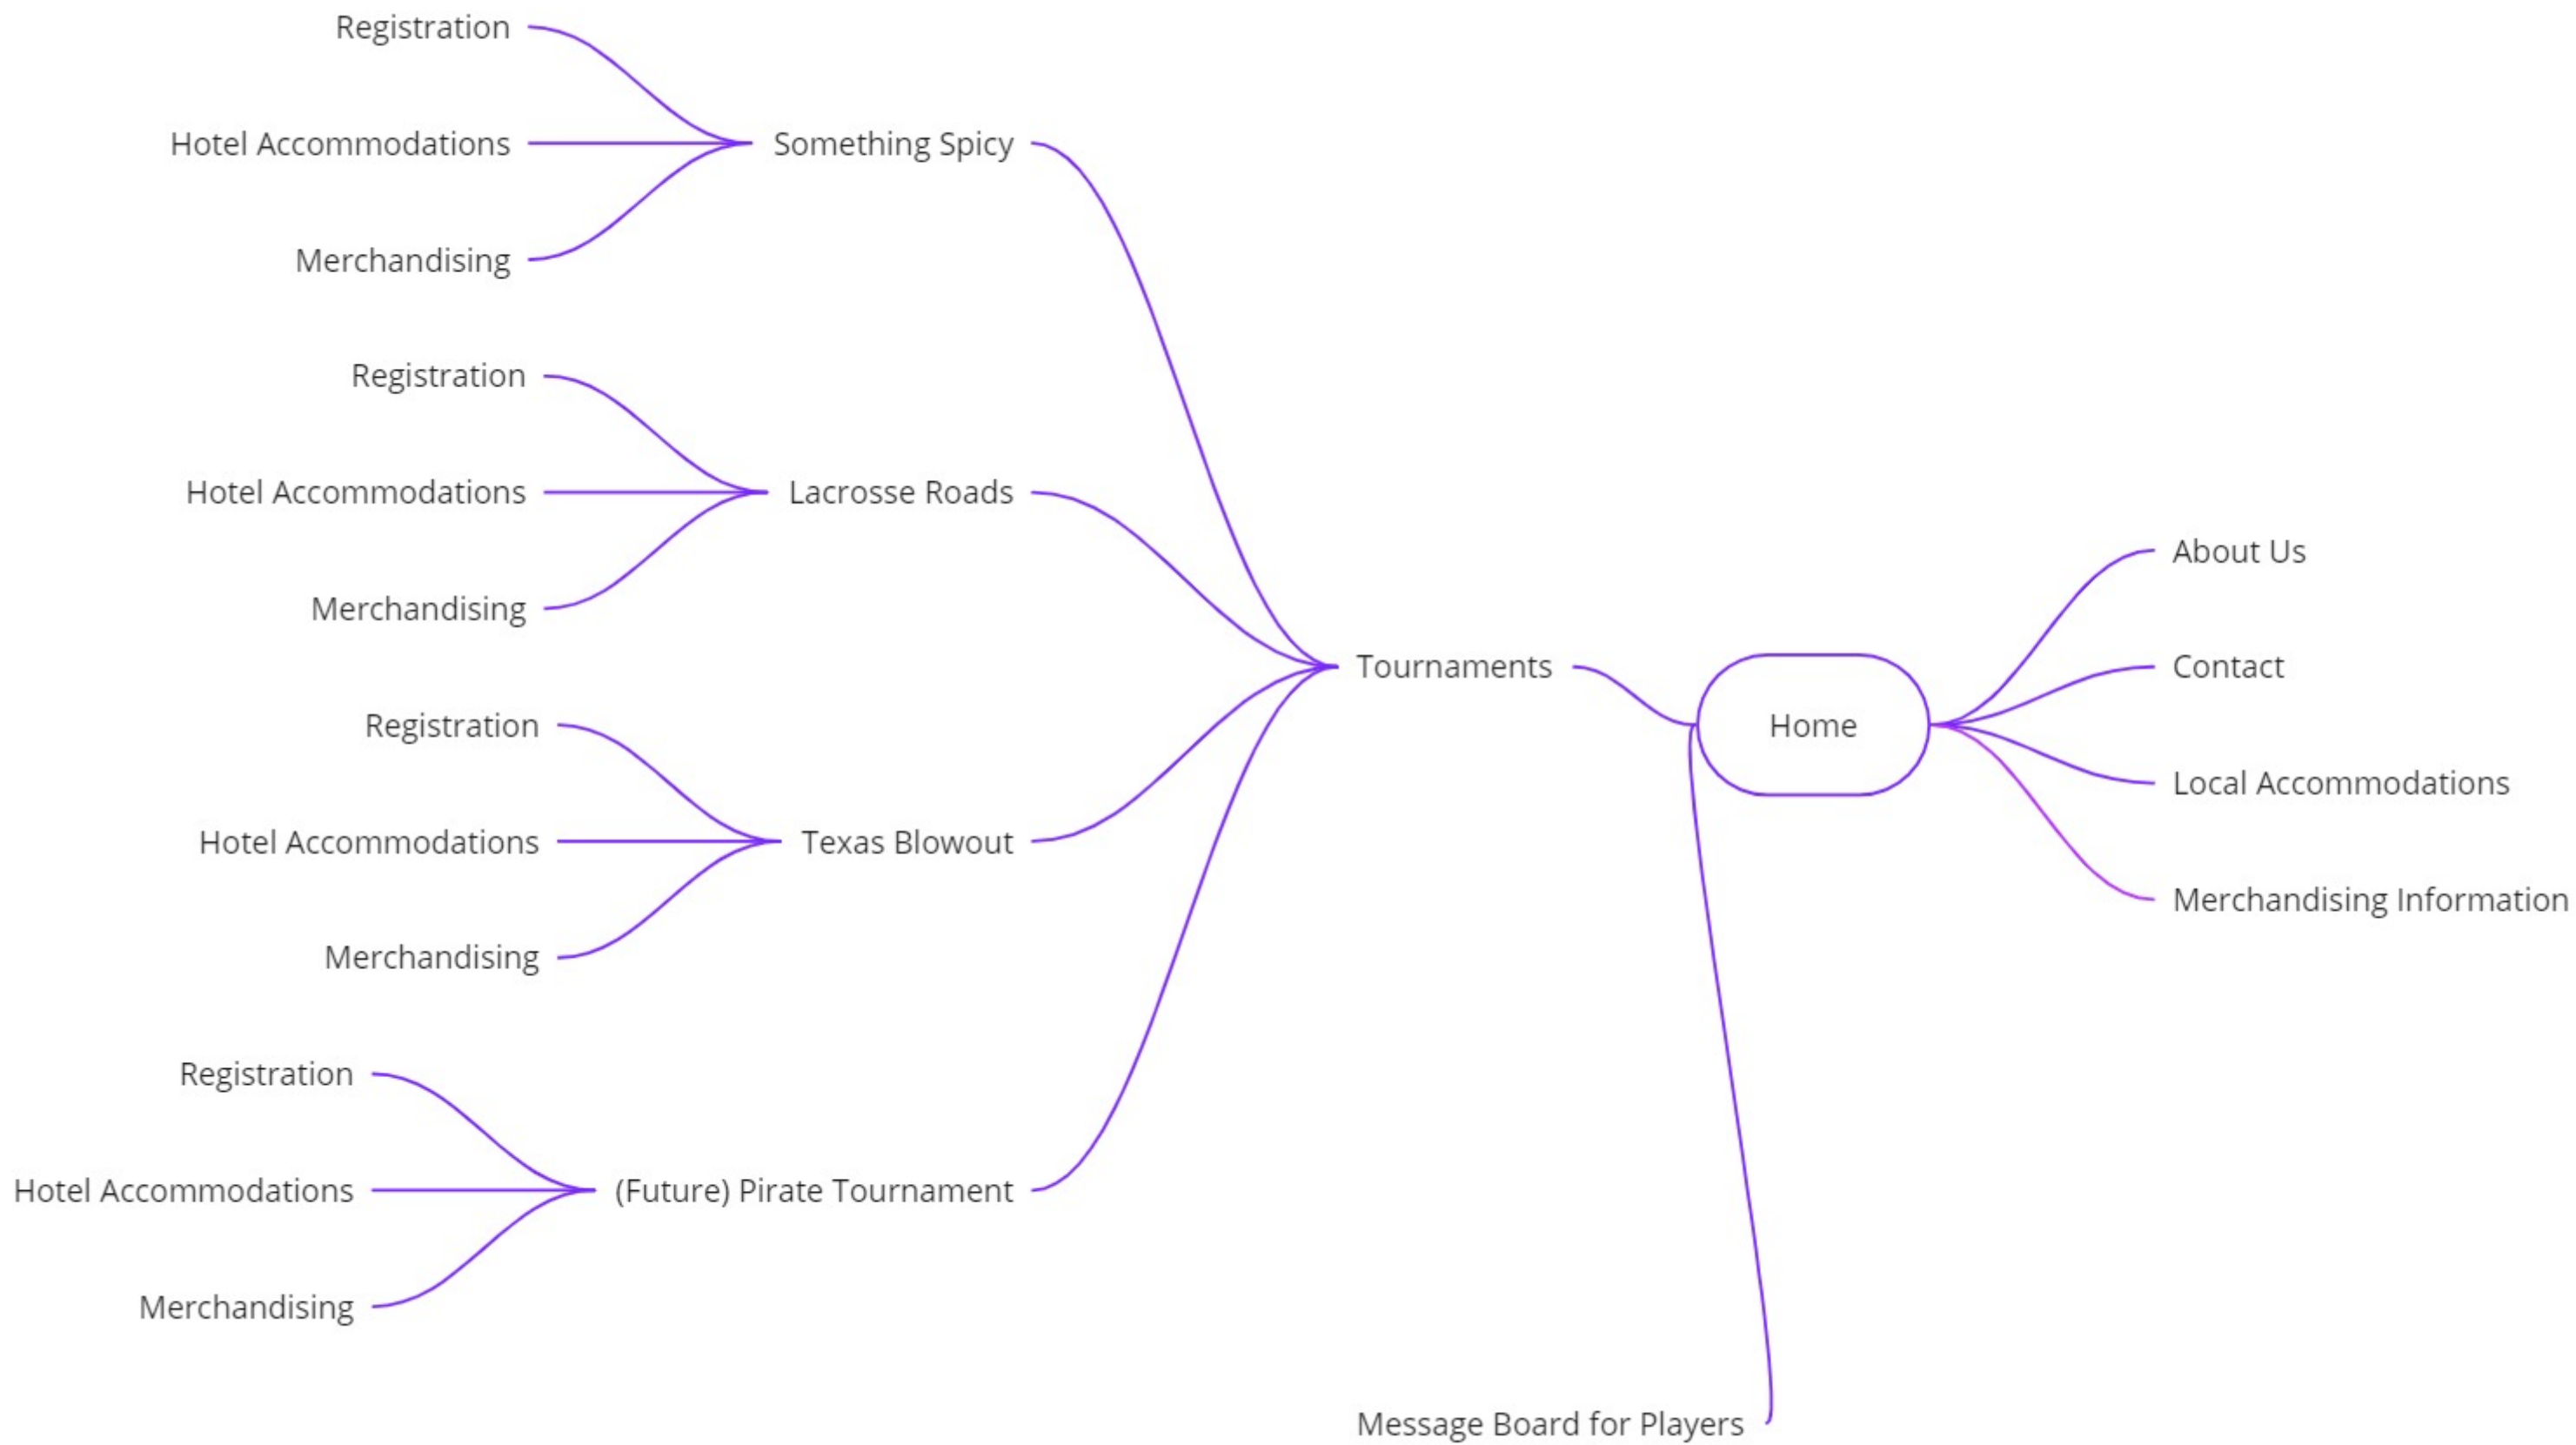 Registration
Hotel Accommodations
Something Spicy
Merchandising
Registration
Hotel Accommodations
Lacrosse Roads
Merchandising
Registration
Hotel Accommodations
Texas Blowout
Merchandising
Registration
Hotel Accommodations
(Future) Pirate Tournament
Merchandising
Tournaments
Message Board for Players
Home
About Us
Contact
Local Accommodations
Merchandising Information